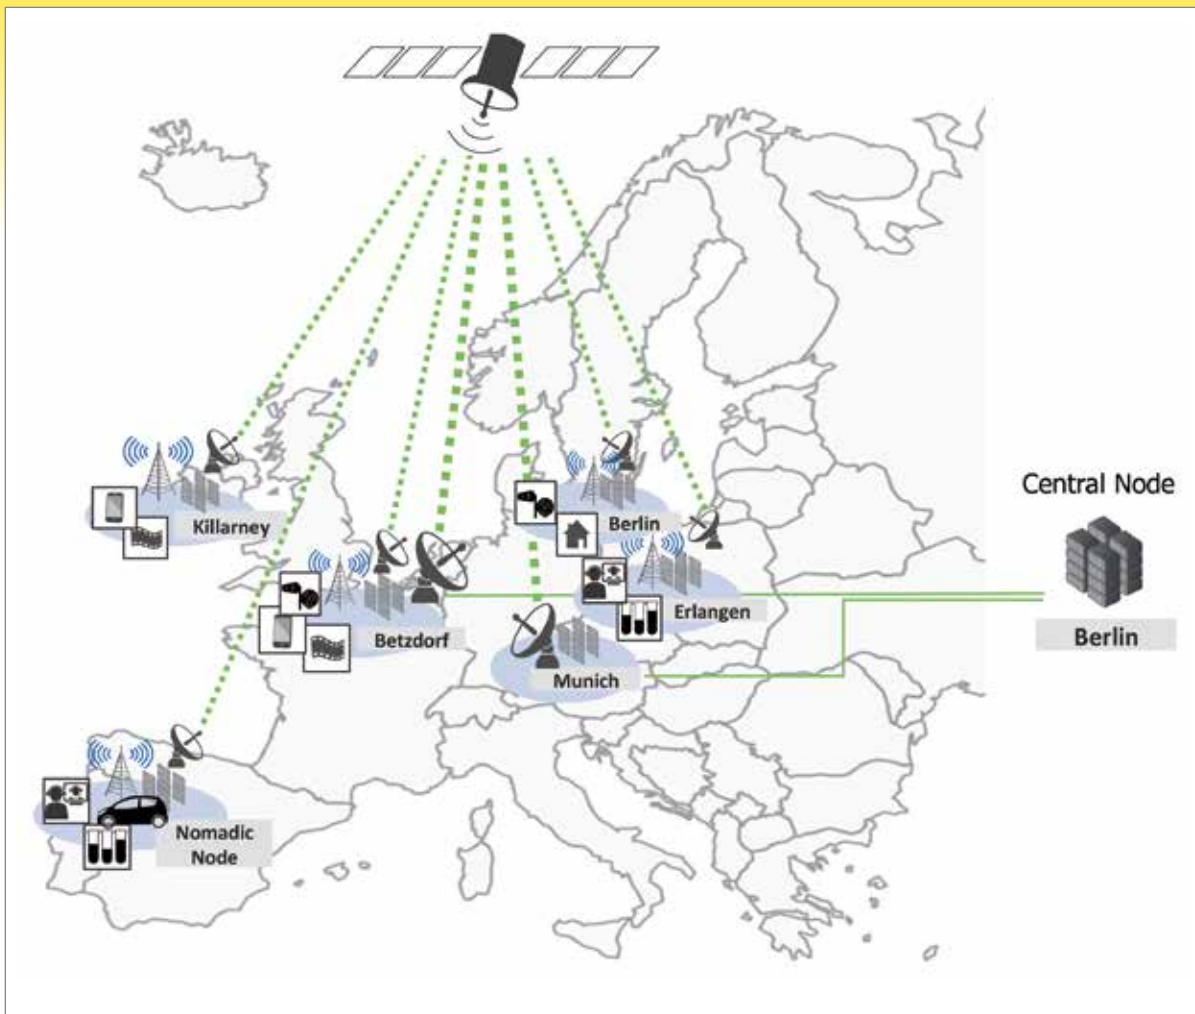 Central Node
Killarney
Berlin
Erlangen
Betzdorf
Berlin
Munich
Nomadic
Node